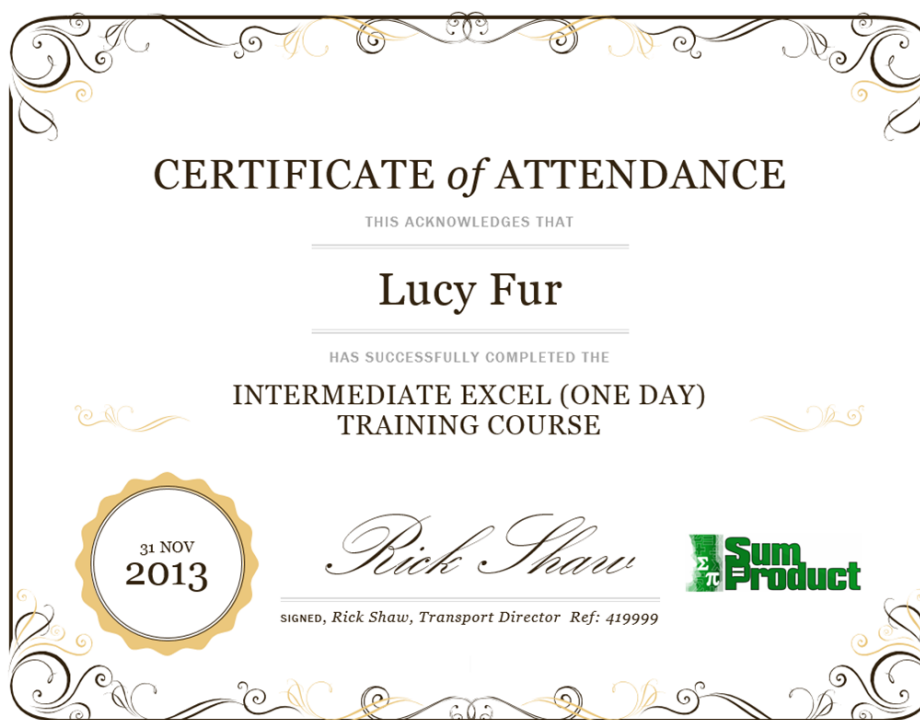 CERTIFICATE of ATTENDANCE
THIS ACKNOWLEDGES THAT
Lucy Fur
HAS SUCCESSFULLY COMPLETED THE
INTERMEDIATE EXCEL (ONE DAY)
TRAINING COURSE
31 NOV
2013
Rick Shaw
SIGNED, Rick Shaw, Transport Director Ref: 419999
Σ
π
=
Sum
Product